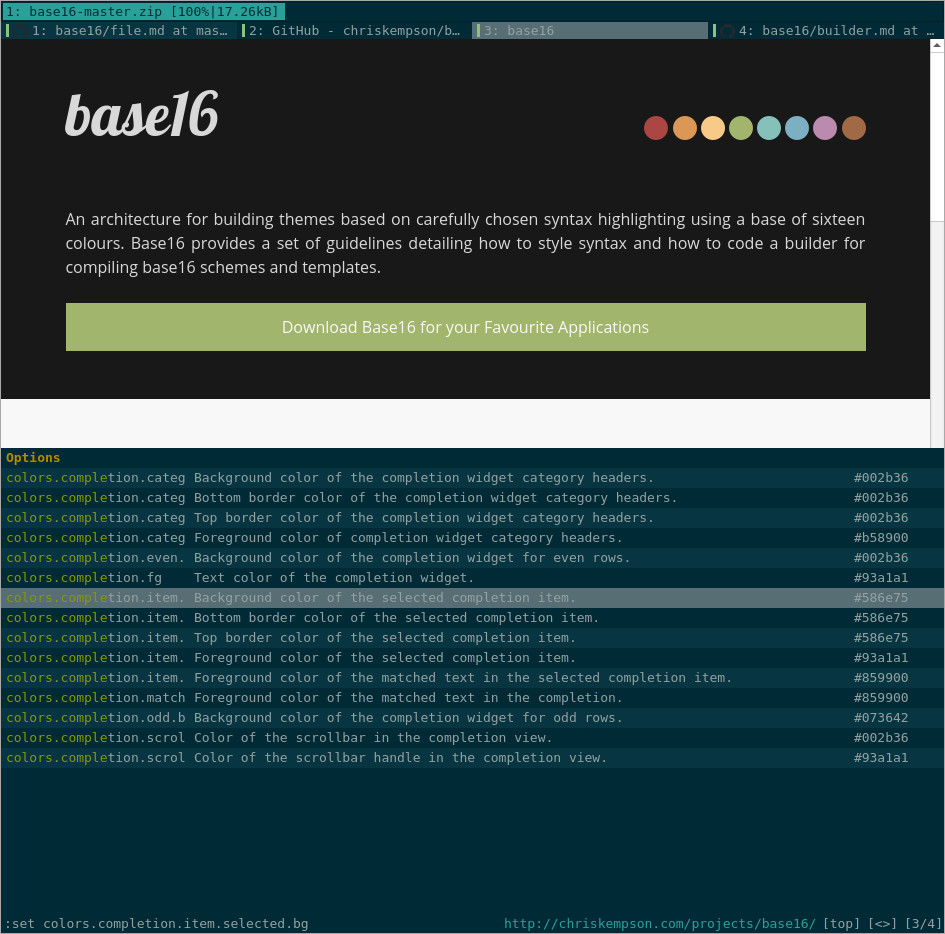 1: base16-master.zip [100%|17.26kB]
1: base16/file.md at mas… 2: GitHub - chriskempson/b… 3: base16 4: base16/builder.md at …
base16
An architecture for building themes based on carefully chosen syntax highlighting using a base of sixteen
colours. Base16 provides a set of guidelines detailing how to style syntax and how to code a builder for
compiling base16 schemes and templates.
Download Base16 for your Favourite Applications
Options
colors.completion.categ Background color of the completion widget category headers. #002b36
colors.completion.categ Bottom border color of the completion widget category headers. #002b36
colors.completion.categ Top border color of the completion widget category headers. #002b36
colors.completion.categ Foreground color of completion widget category headers. #b58900
colors.completion.even. Background color of the completion widget for even rows. #002b36
colors.completion.fg Text color of the completion widget. #93a1a1
colors.completion.item. Background color of the selected completion item. #586e75
colors.completion.item. Bottom border color of the selected completion item. #586e75
colors.completion.item. Top border color of the selected completion item. #586e75
colors.completion.item. Foreground color of the selected completion item. #93a1a1
colors.completion.item. Foreground color of the matched text in the selected completion item. #859900
colors.completion.match Foreground color of the matched text in the completion. #859900
colors.completion.odd.b Background color of the completion widget for odd rows. #073642
colors.completion.scrol Color of the scrollbar in the completion view. #002b36
colors.completion.scrol Color of the scrollbar handle in the completion view. #93a1a1
:set colors.completion.item.selected.bg http://chriskempson.com/projects/base16/ [top] [<>] [3/4]